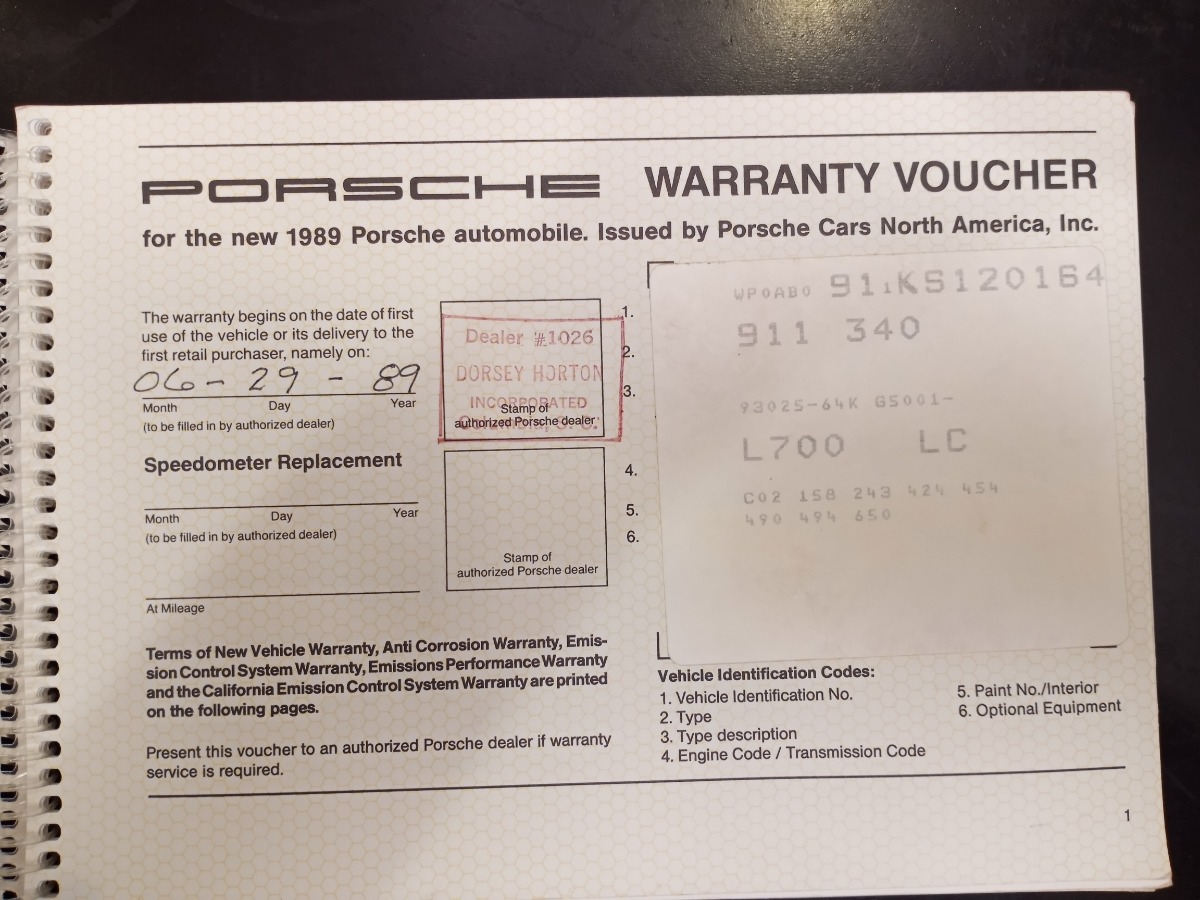 PORSCHE WARRANTY VOUCHER
for the new 1989 Porsche automobile. Issued by Porsche Cars North America, Inc.
The warranty begins on the date of first
use of the vehicle or its delivery to the
first retail purchaser, namely on:
06 - 29 - 89
Month Day Year
(to be filled in by authorized dealer)
Speedometer Replacement
Month Day Year
(to be filled in by authorized dealer)
At Mileage
Dealer #1026
DORSEY HORTON
INCORPORATED
Columbia, S. C.
Stamp of
authorized Porsche dealer
Stamp of
authorized Porsche dealer
1.
2.
3.
4.
5.
6.
WP0AB0 91 KS120164
911 340
93025-64K G5001-
L700 LC
C02 158 243 424 454
490 494 650
Terms of New Vehicle Warranty, Anti Corrosion Warranty, Emis-
sion Control System Warranty, Emissions Performance Warranty
and the California Emission Control System Warranty are printed
on the following pages.
Present this voucher to an authorized Porsche dealer if warranty
service is required.
Vehicle Identification Codes:
1. Vehicle Identification No.
2. Type
3. Type description
4. Engine Code / Transmission Code
5. Paint No./Interior
6. Optional Equipment
1